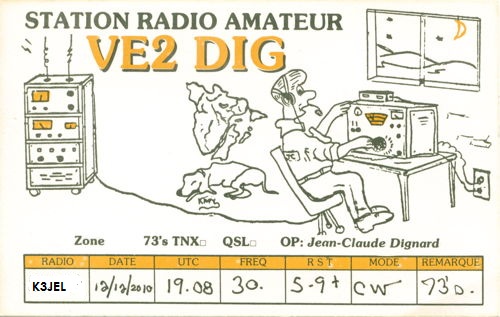 STATION RADIO AMATEUR
VE2 DIG
Zone 73's TNX QSL OP: Jean-Claude Dignard
RADIO DATE UTC FREQ R S T MODE REMARQUE
K3JEL 12/12/2010 19.08 30. 5-9+ CW 73's.